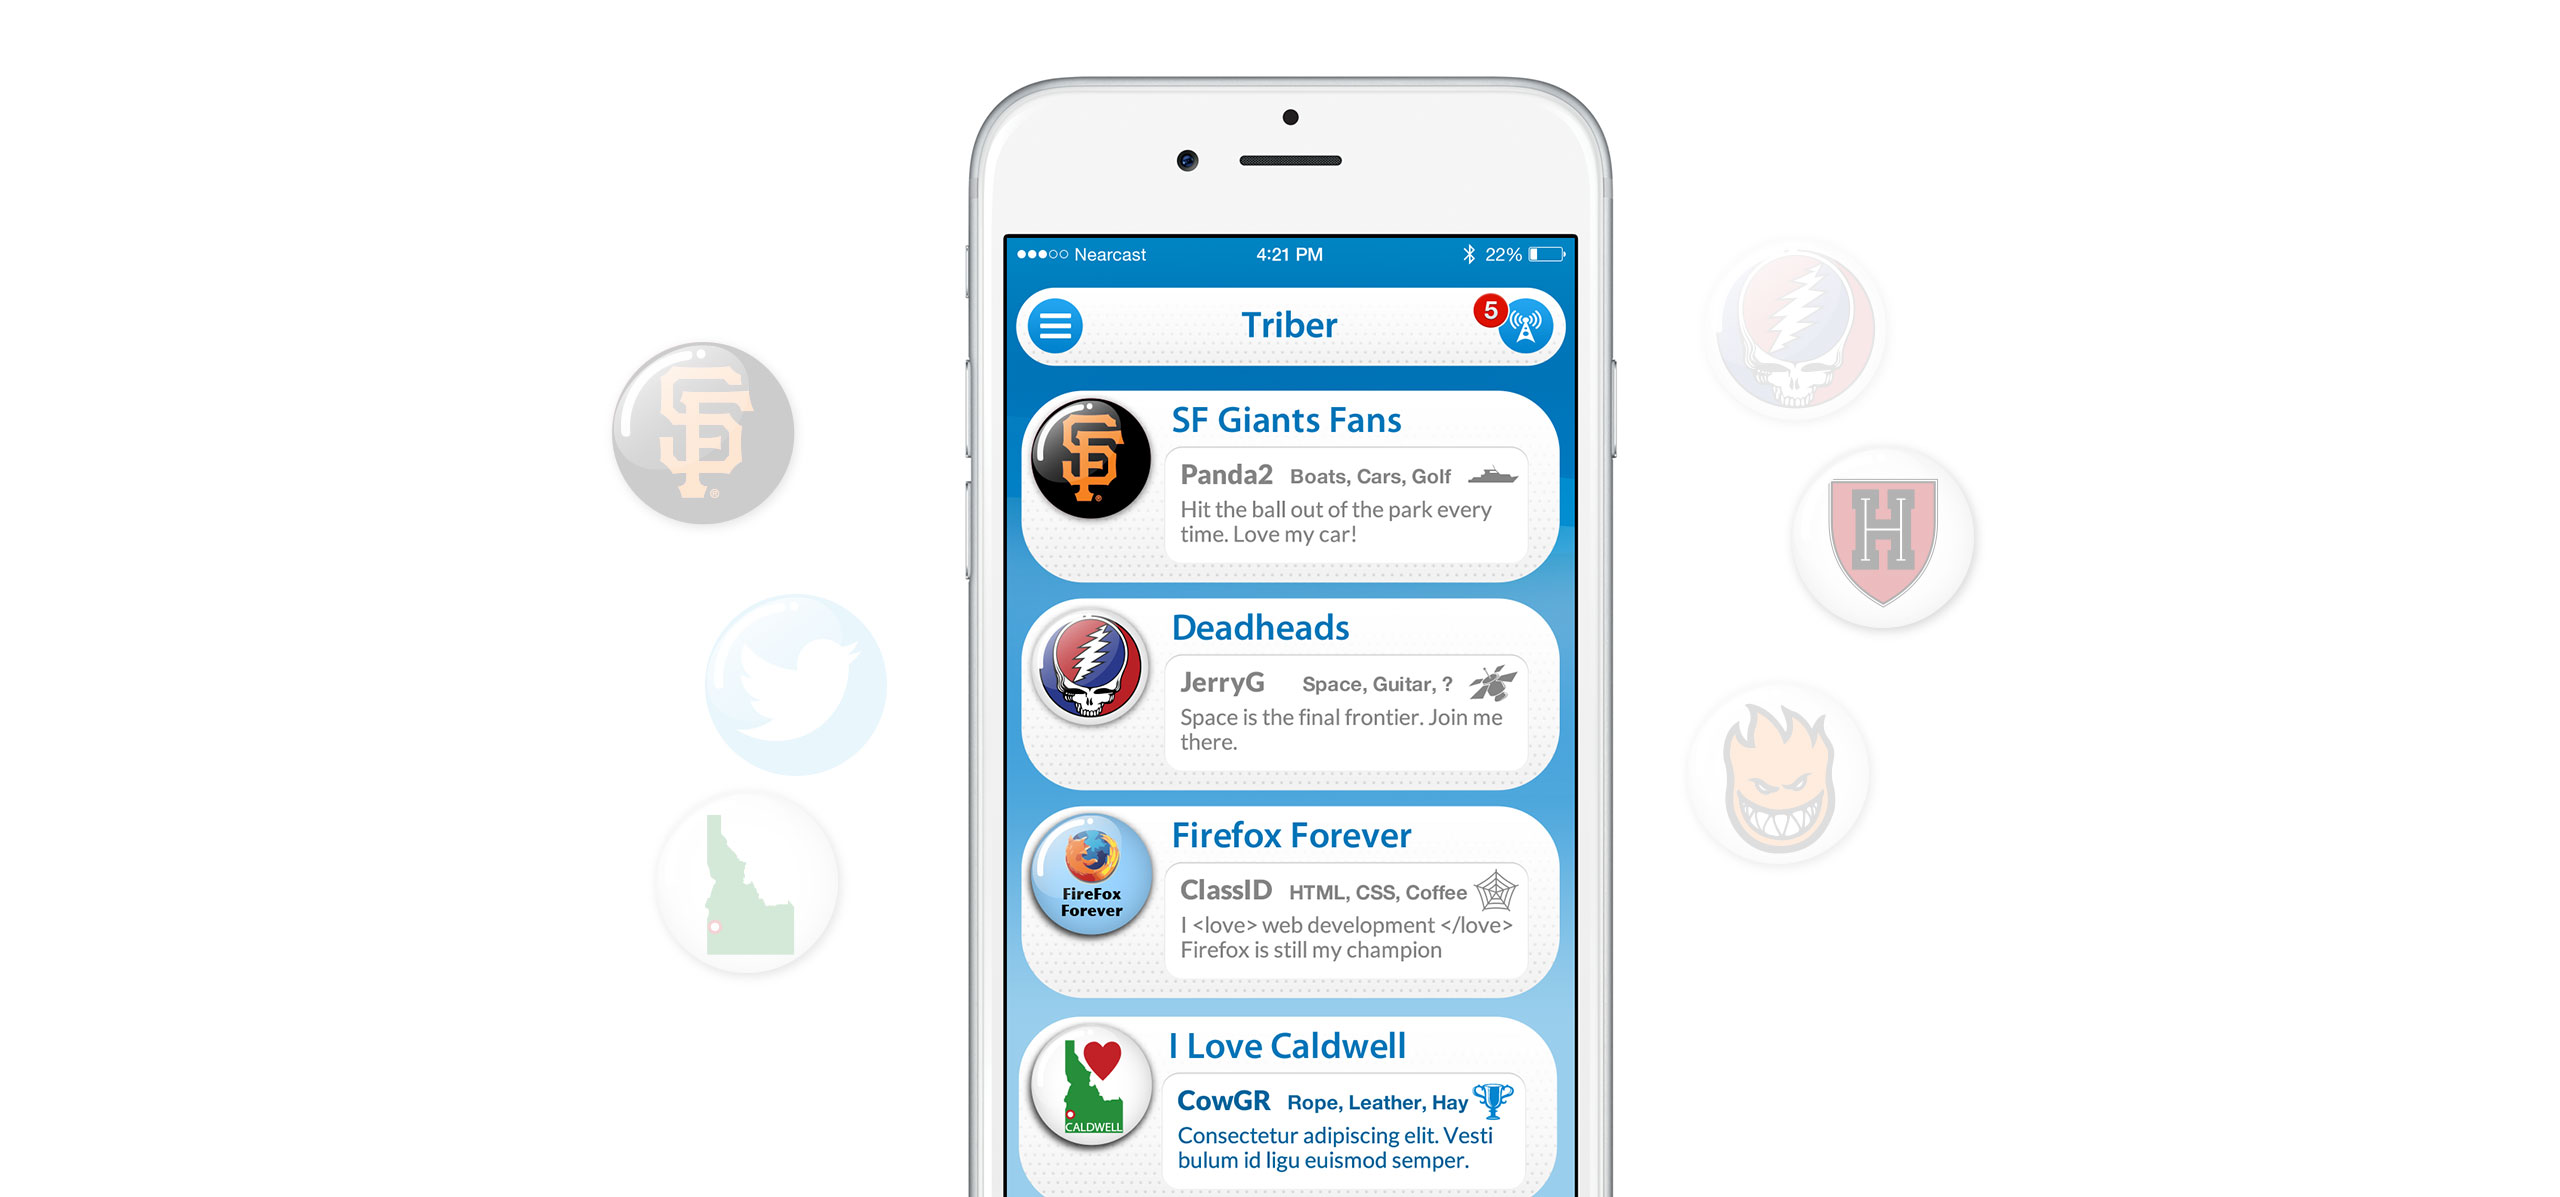 Nearcast 4:21 PM 22%
Triber 5
SF Giants Fans
SF
Panda2 Boats, Cars, Golf
Hit the ball out of the park every
time. Love my car!
Deadheads
JerryG Space, Guitar, ?
Space is the final frontier. Join me
there.
Firefox Forever
FireFox
Forever
ClassID HTML, CSS, Coffee
I <love> web development </love>
Firefox is still my champion
I Love Caldwell
CALDWELL
CowGR Rope, Leather, Hay
Consectetur adipiscing elit. Vesti
bulum id ligu euismod semper.
SF
H